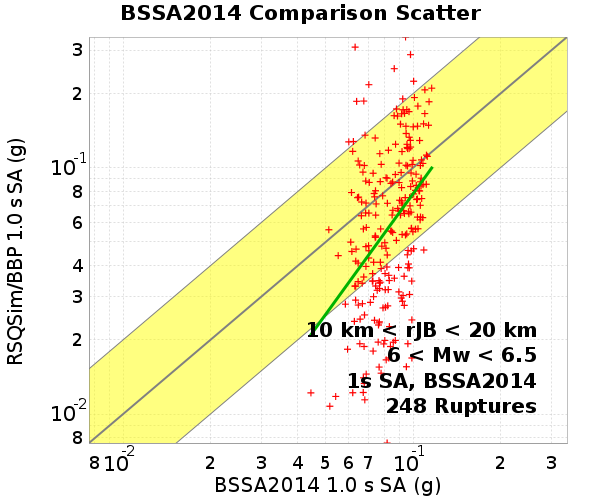 BSSA2014 Comparison Scatter
RSQSim/BBP 1.0 s SA (g)
3
2
10⁻¹
8
6
4
3
2
10⁻²
8
10 km < rJB < 20 km
6 < Mw < 6.5
1s SA, BSSA2014
248 Ruptures
8 10⁻² 2 3 4 5 6 7 10⁻¹ 2 3
BSSA2014 1.0 s SA (g)